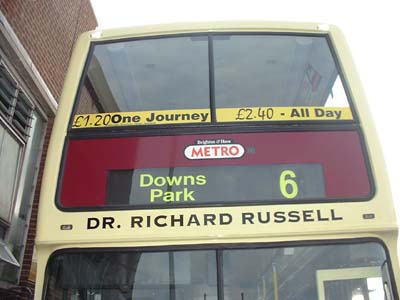 £1.20 One Journey £2.40 - All Day
Brighton & Hove
METRO
Downs 6
Park
DR. RICHARD RUSSELL